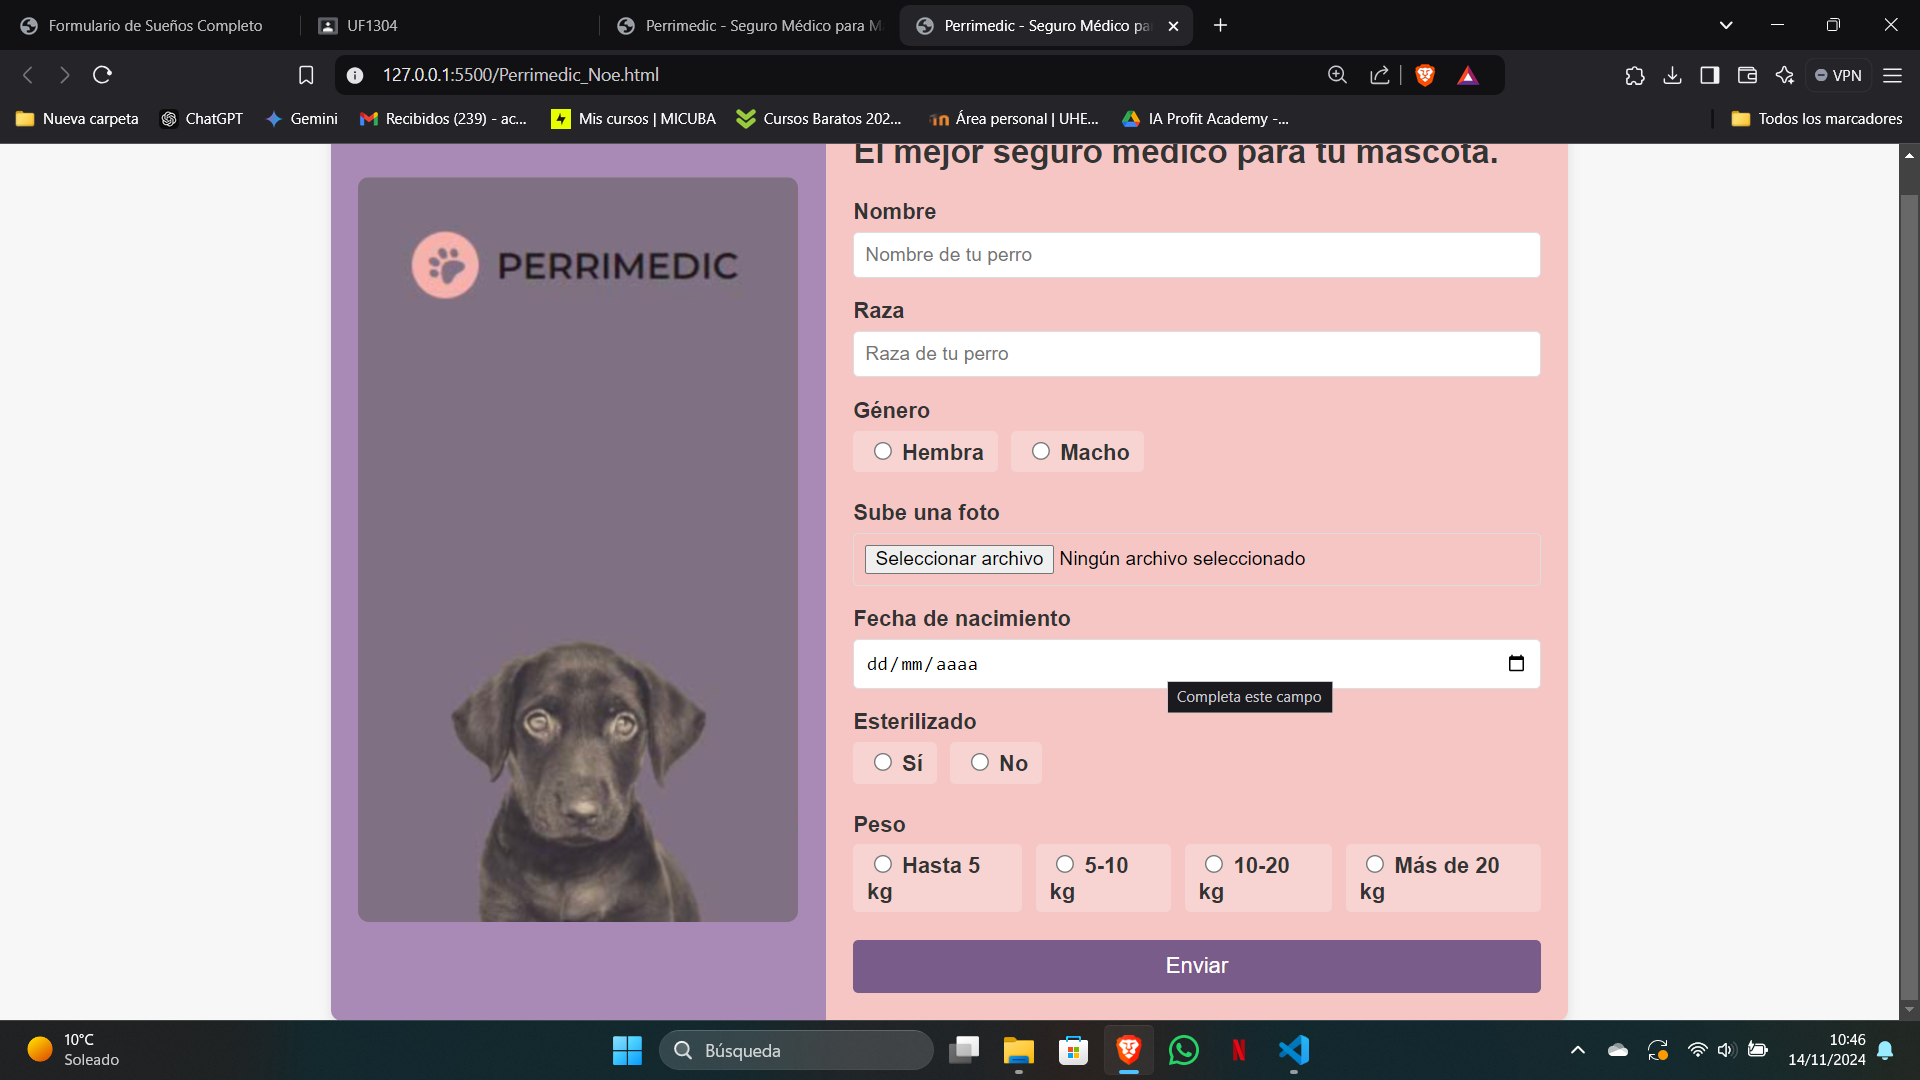 Formulario de Sueños Completo
UF1304
Perrimedic - Seguro Médico para M
Perrimedic - Seguro Médico pa
127.0.0.1:5500/Perrimedic_Noe.html
VPN
Nueva carpeta
ChatGPT
Gemini
Recibidos (239) - ac...
Mis cursos | MICUBA
Cursos Baratos 202...
Área personal | UHE...
IA Profit Academy -...
Todos los marcadores
PERRIMEDIC
El mejor seguro médico para tu mascota.
Nombre
Nombre de tu perro
Raza
Raza de tu perro
Género
Hembra
Macho
Sube una foto
Seleccionar archivo Ningún archivo seleccionado
Fecha de nacimiento
dd/mm/aaaa
Completa este campo
Esterilizado
Sí
No
Peso
Hasta 5
kg
5-10
kg
10-20
kg
Más de 20
kg
Enviar
10°C
Soleado
Búsqueda
10:46
14/11/2024